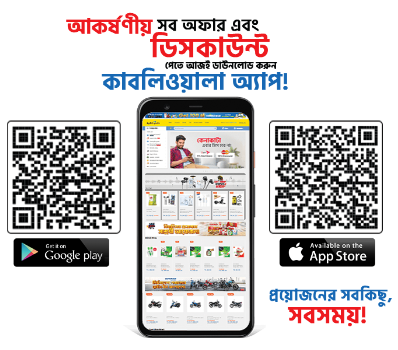 আকর্ষণীয় সব অফার এবং
ডিসকাউন্ট
পেতে আজই ডাউনলোড করুন
কাবলিওয়ালা অ্যাপ!
কেনাকাটা
GET IT ON
Google play
Available on the
App Store
প্রয়োজনের সবকিছু,
সবসময়!